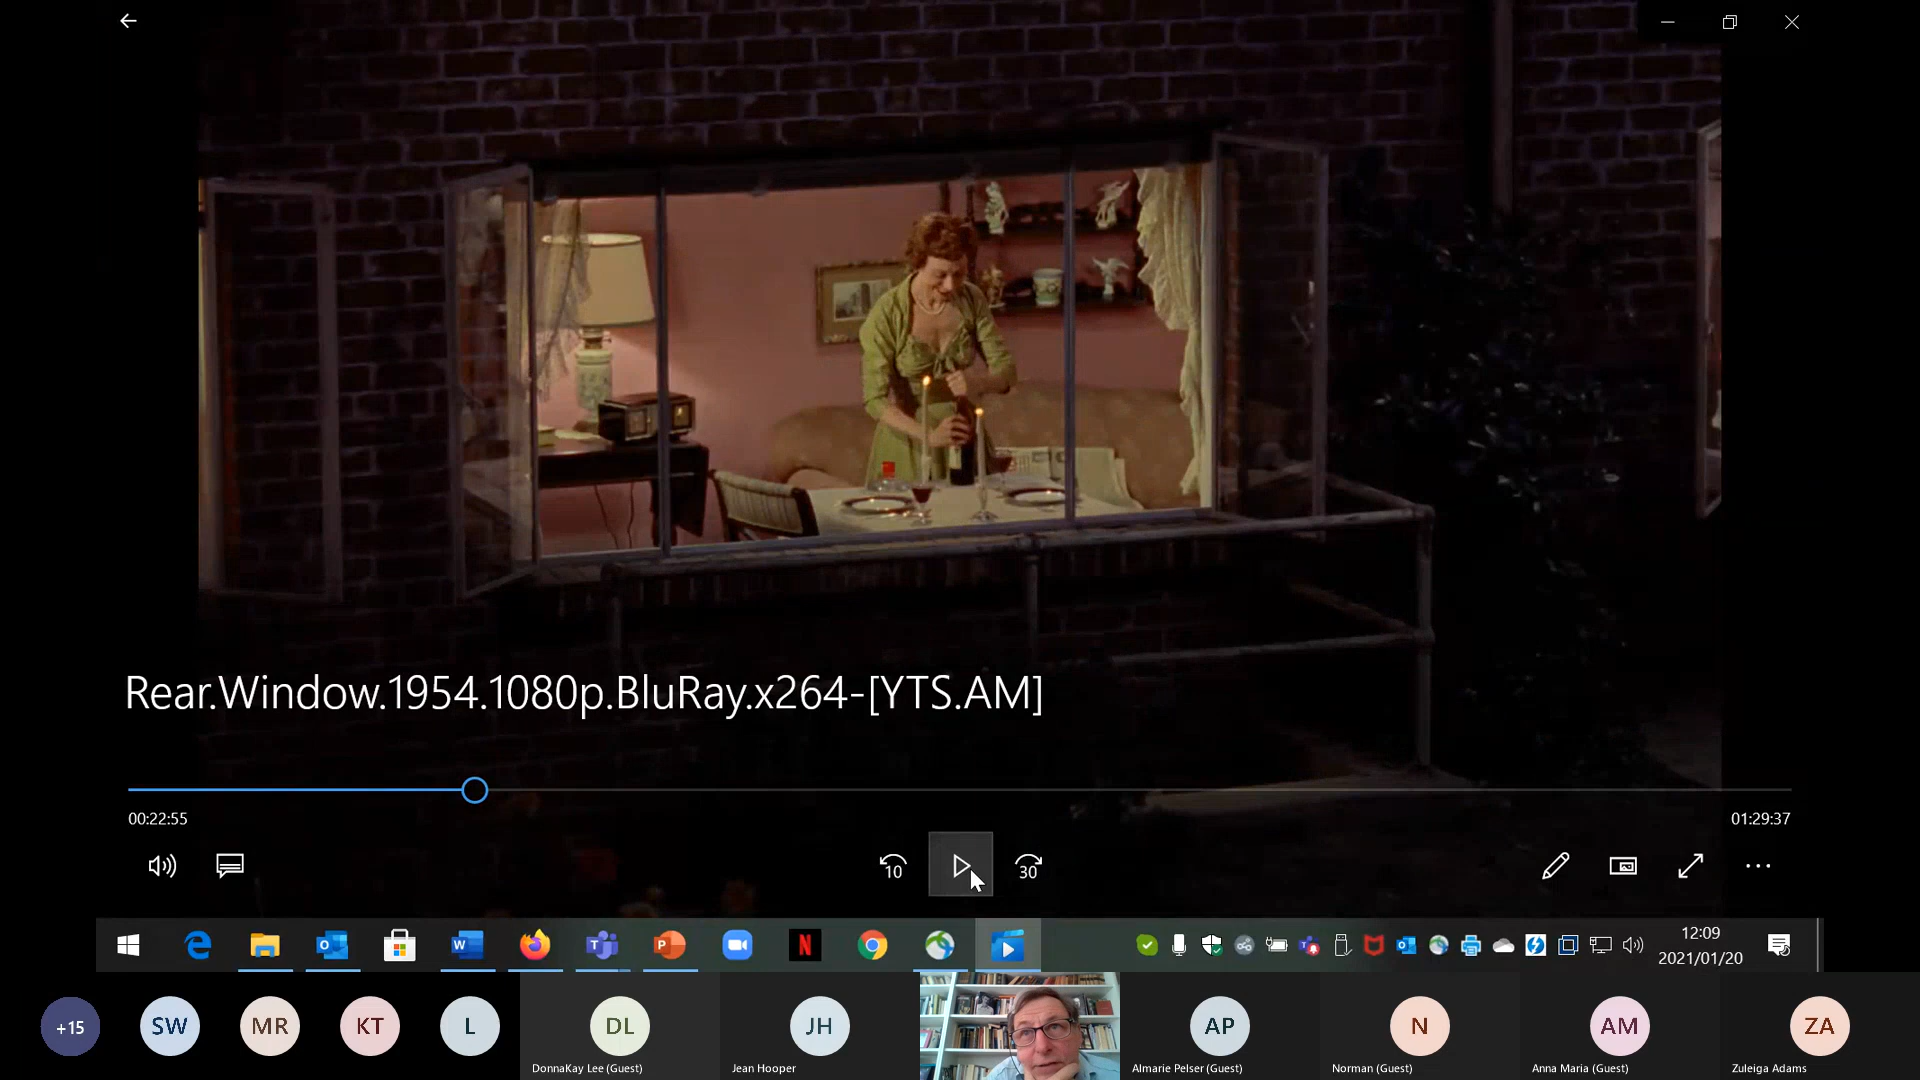 Rear.Window.1954.1080p.BluRay.x264-[YTS.AM]
00:22:55
01:29:37
10
30
12:09
2021/01/20
+15
SW
MR
KT
L
DL
JH
AP
N
AM
ZA
DonnaKay Lee (Guest)
Jean Hooper
Almarie Pelser (Guest)
Norman (Guest)
Anna Maria (Guest)
Zuleiga Adams